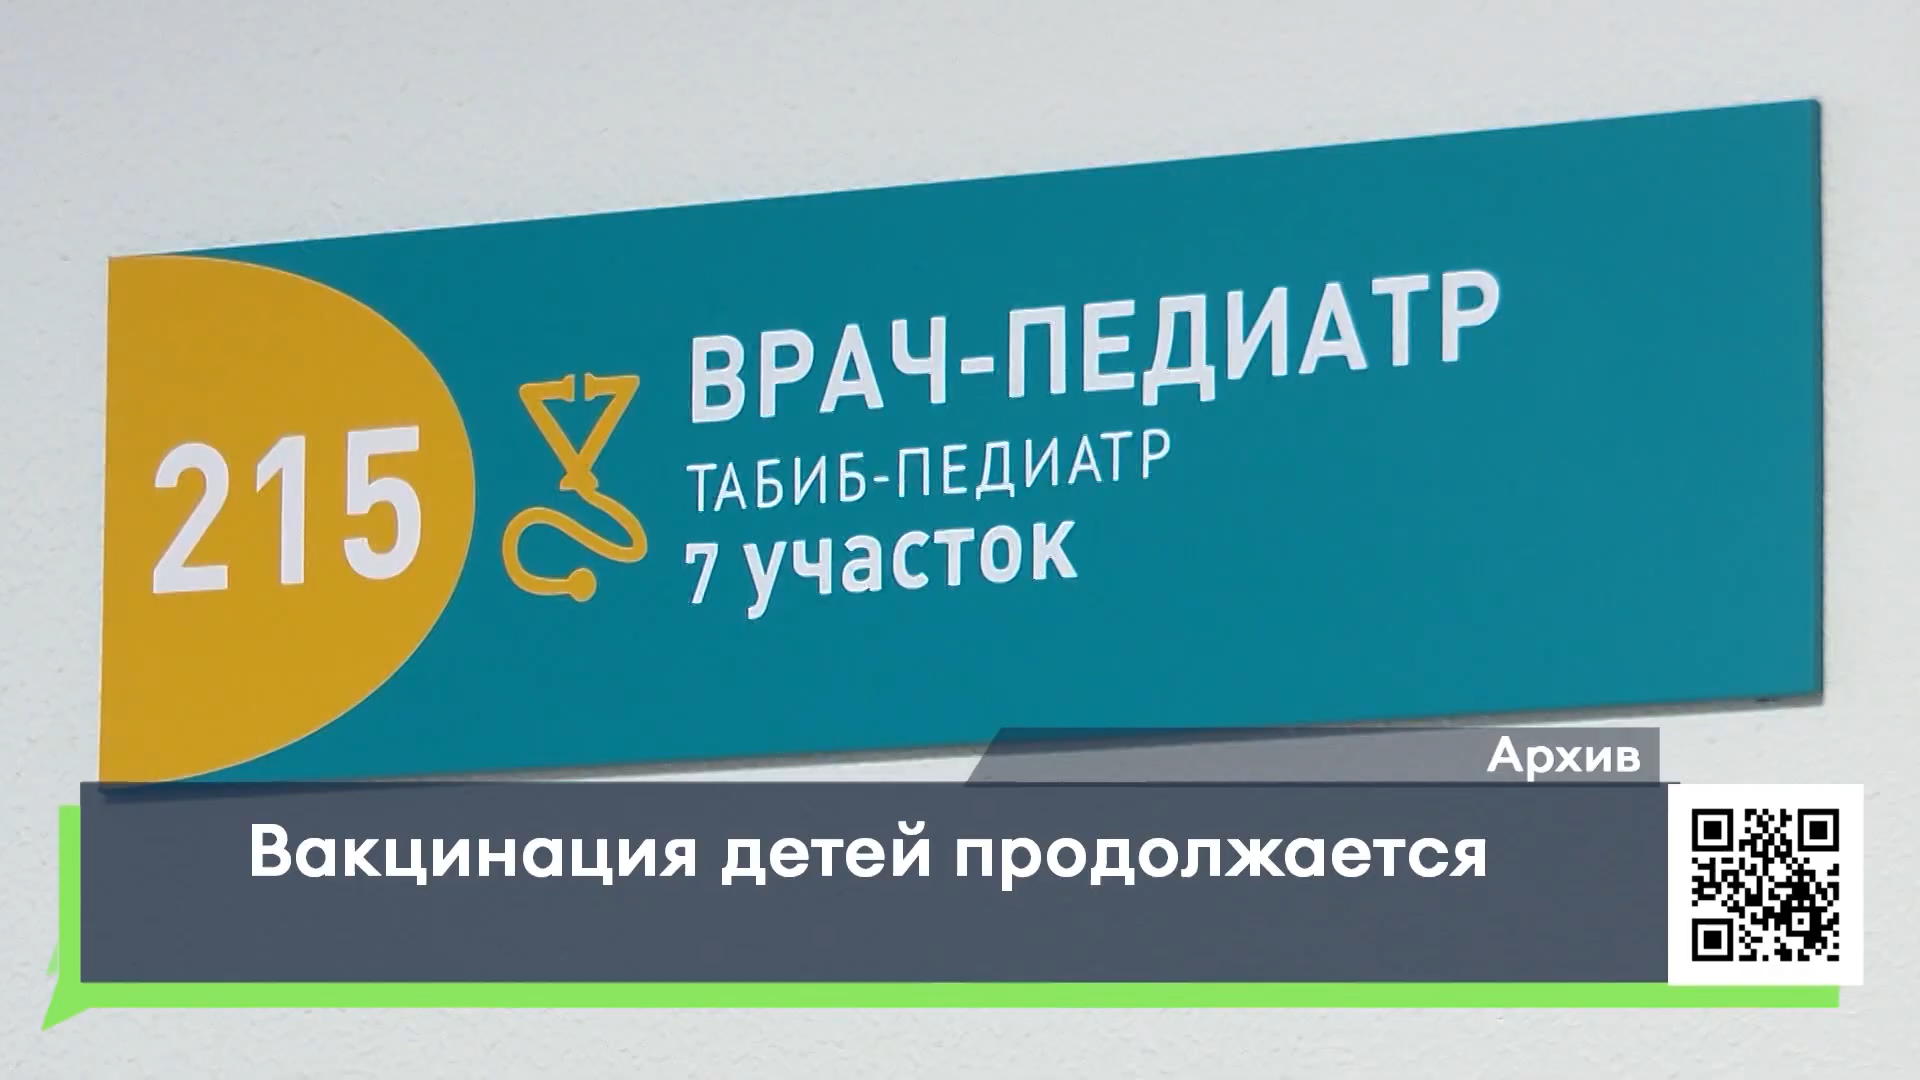 215
ВРАЧ-ПЕДИАТР
ТАБИБ-ПЕДИАТР
7 участок
Архив
Вакцинация детей продолжается